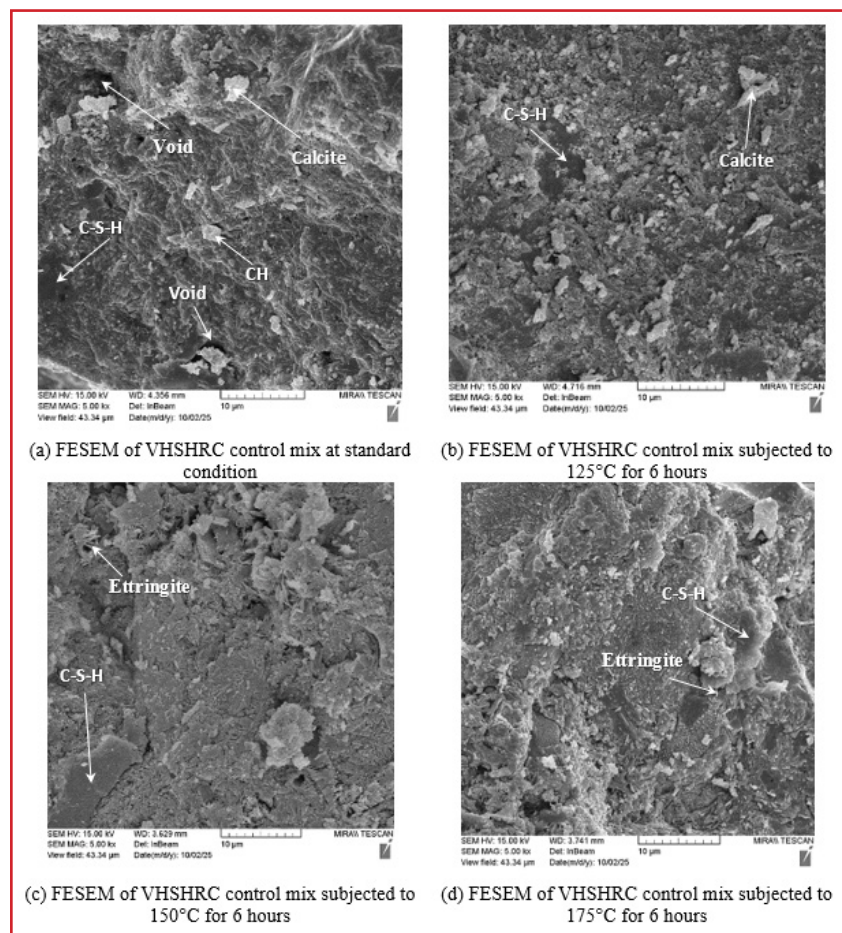 Void
Calcite
C-S-H
CH
Void
SEM HV: 15.00 kV WD: 4.356 mm MIRA\\ TESCAN
SEM MAG: 5.00 kx Det: InBeam 10 µm
View field: 43.34 µm Date(m/d/y): 10/02/25
C-S-H
Calcite
SEM HV: 15.00 kV WD: 4.716 mm MIRA\\ TESCAN
SEM MAG: 5.00 kx Det: InBeam 10 µm
View field: 43.34 µm Date(m/d/y): 10/02/25
(a) FESEM of VHSHRC control mix at standard
condition
(b) FESEM of VHSHRC control mix subjected to
125°C for 6 hours
Ettringite
C-S-H
SEM HV: 15.00 kV WD: 3.629 mm MIRA\\ TESCAN
SEM MAG: 5.00 kx Det: InBeam 10 µm
View field: 43.34 µm Date(m/d/y): 10/02/25
C-S-H
Ettringite
SEM HV: 15.00 kV WD: 3.741 mm MIRA\\ TESCAN
SEM MAG: 5.00 kx Det: InBeam 10 µm
View field: 43.34 µm Date(m/d/y): 10/02/25
(c) FESEM of VHSHRC control mix subjected to
150°C for 6 hours
(d) FESEM of VHSHRC control mix subjected to
175°C for 6 hours